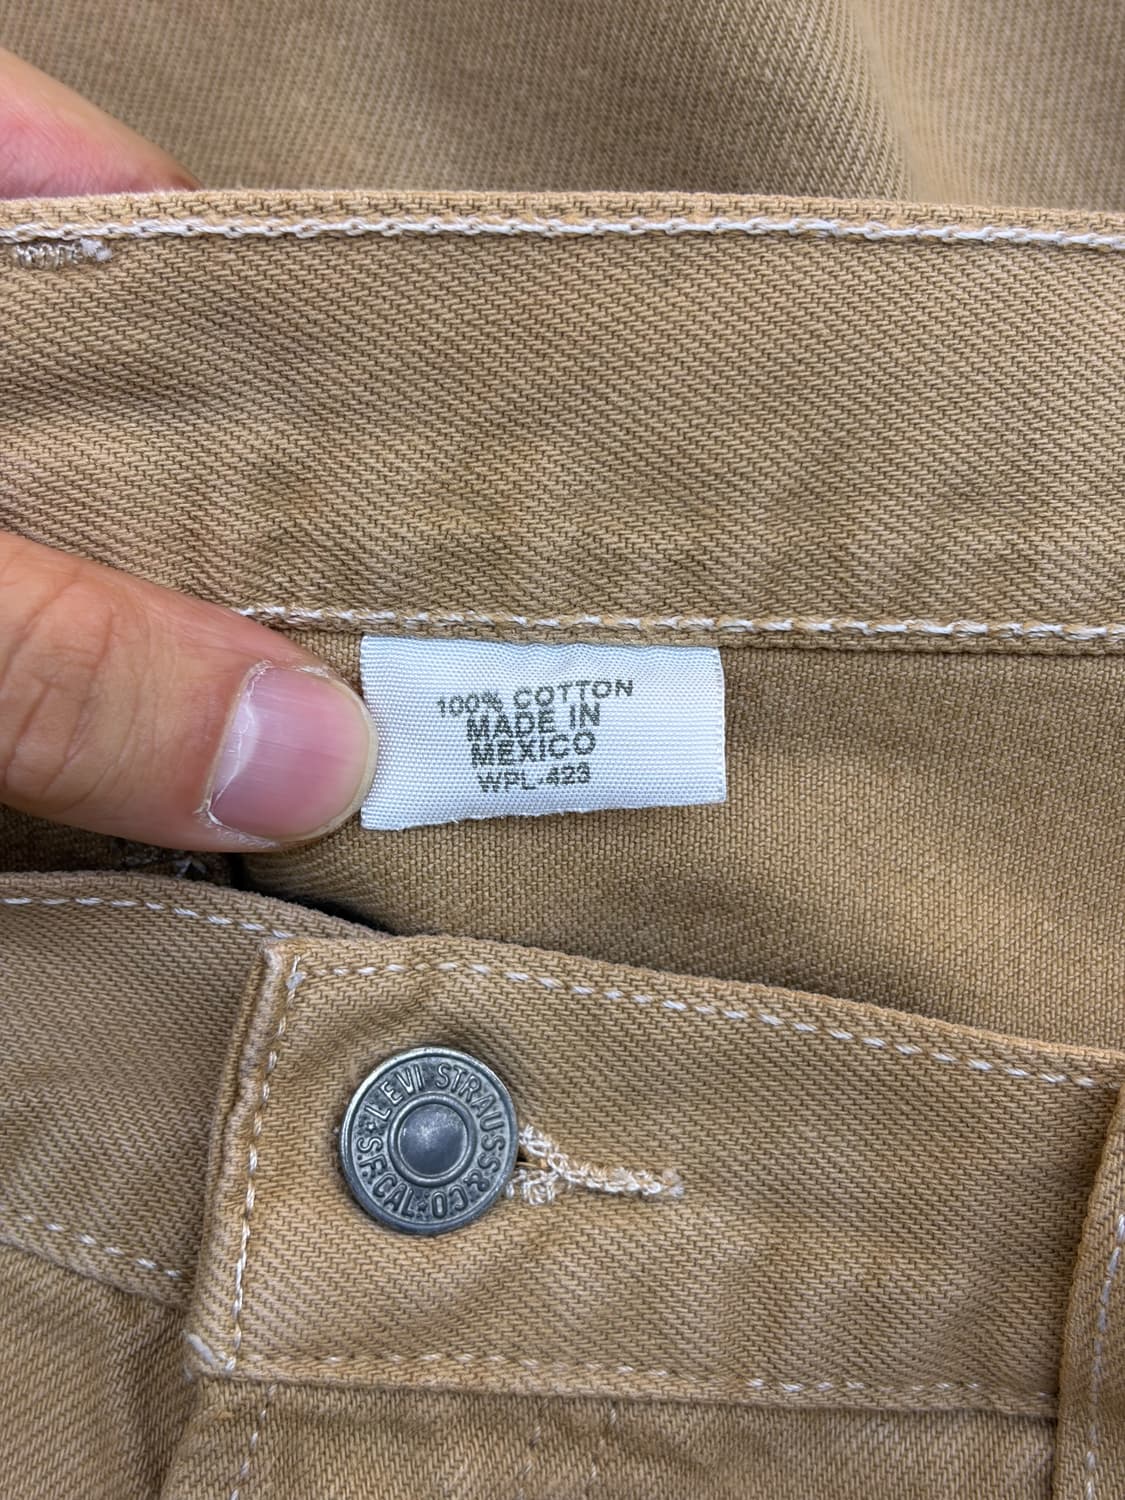 100% COTTON
MADE IN
MEXICO
WPL-423
LEVI STRAUSS & CO
S.F. CAL